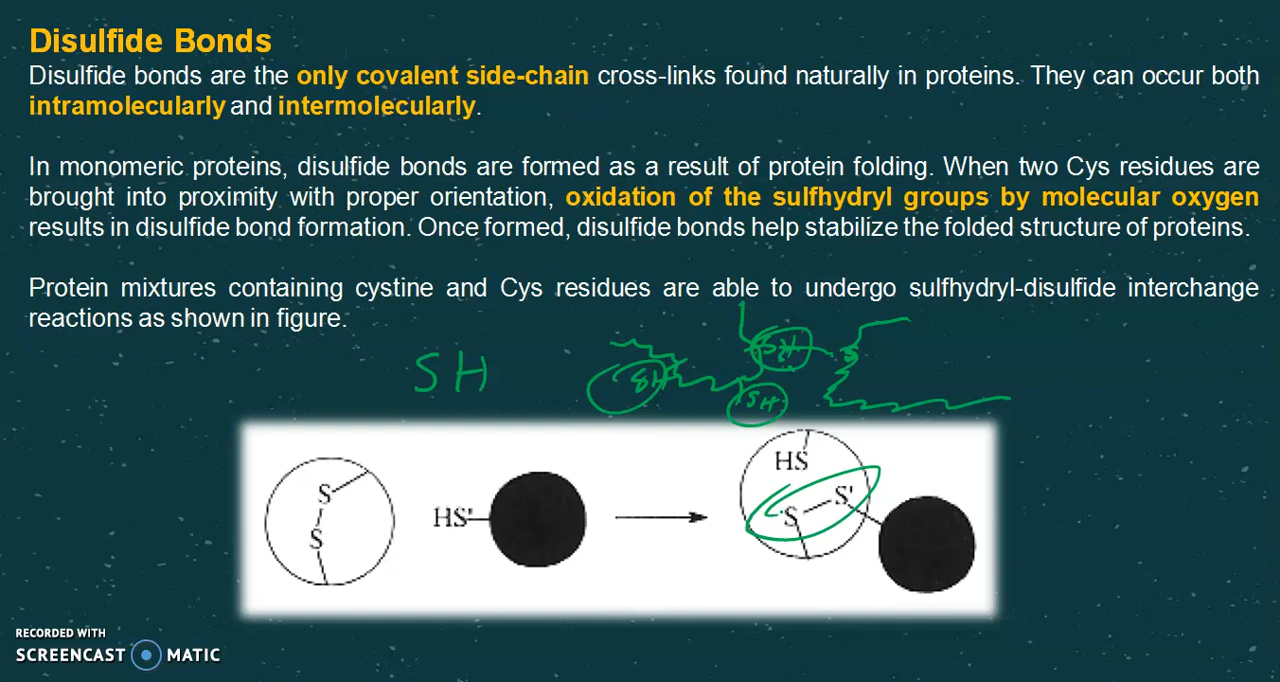 Disulfide Bonds
Disulfide bonds are the only covalent side-chain cross-links found naturally in proteins. They can occur both
intramolecularly and intermolecularly.
In monomeric proteins, disulfide bonds are formed as a result of protein folding. When two Cys residues are
brought into proximity with proper orientation, oxidation of the sulfhydryl groups by molecular oxygen
results in disulfide bond formation. Once formed, disulfide bonds help stabilize the folded structure of proteins.
Protein mixtures containing cystine and Cys residues are able to undergo sulfhydryl-disulfide interchange
reactions as shown in figure.
SH
SH
SH
SH
S
S
HS'
HS
S
S'
RECORDED WITH
SCREENCAST MATIC